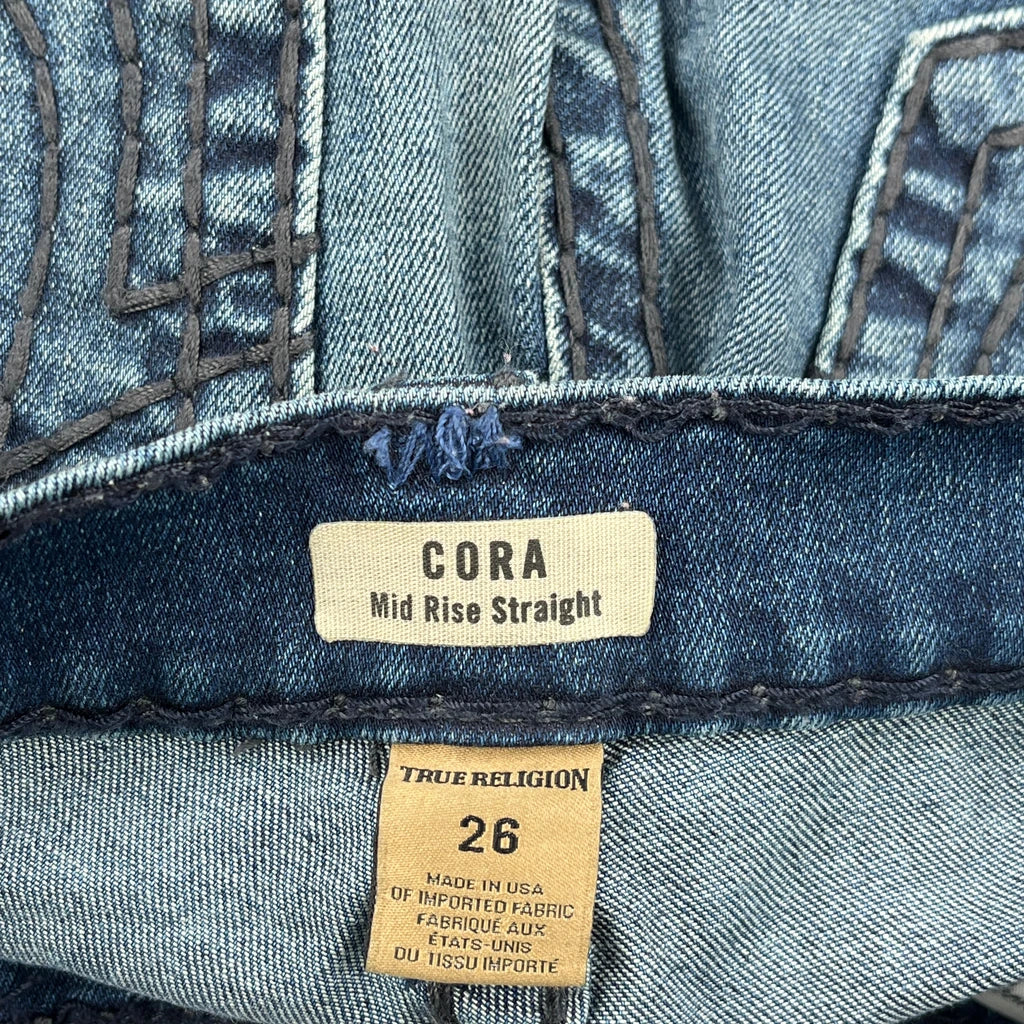 CORA
Mid Rise Straight
TRUE RELIGION
26
MADE IN USA
OF IMPORTED FABRIC
FABRIQUÉ AUX
ÉTATS-UNIS
DU TISSU IMPORTÉ